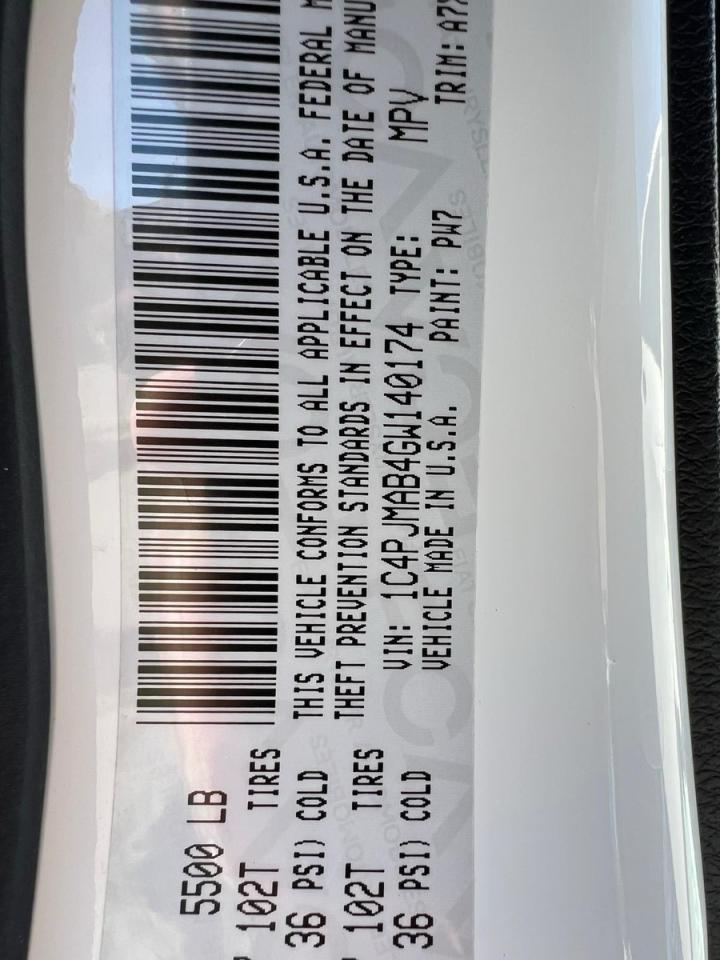 5500 LB
102T TIRES
36 PSI) COLD
102T TIRES
36 PSI) COLD
THIS VEHICLE CONFORMS TO ALL APPLICABLE U.S.A. FEDERAL
THEFT PREVENTION STANDARDS IN EFFECT ON THE DATE OF MANU
VIN: 1C4PJMAB4GW140174 TYPE: MPV
VEHICLE MADE IN U.S.A. PAINT: PW7 TRIM: A7X